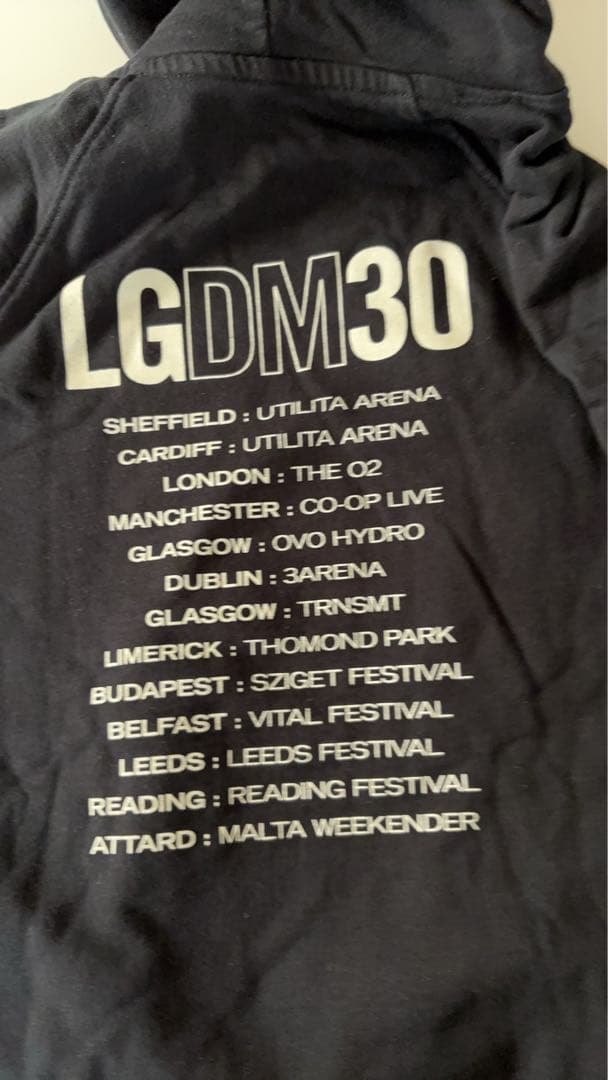 LGDM30
SHEFFIELD : UTILITA ARENA
CARDIFF : UTILITA ARENA
LONDON : THE O2
MANCHESTER : CO-OP LIVE
GLASGOW : OVO HYDRO
DUBLIN : 3ARENA
GLASGOW : TRNSMT
LIMERICK : THOMOND PARK
BUDAPEST : SZIGET FESTIVAL
BELFAST : VITAL FESTIVAL
LEEDS : LEEDS FESTIVAL
READING : READING FESTIVAL
ATTARD : MALTA WEEKENDER